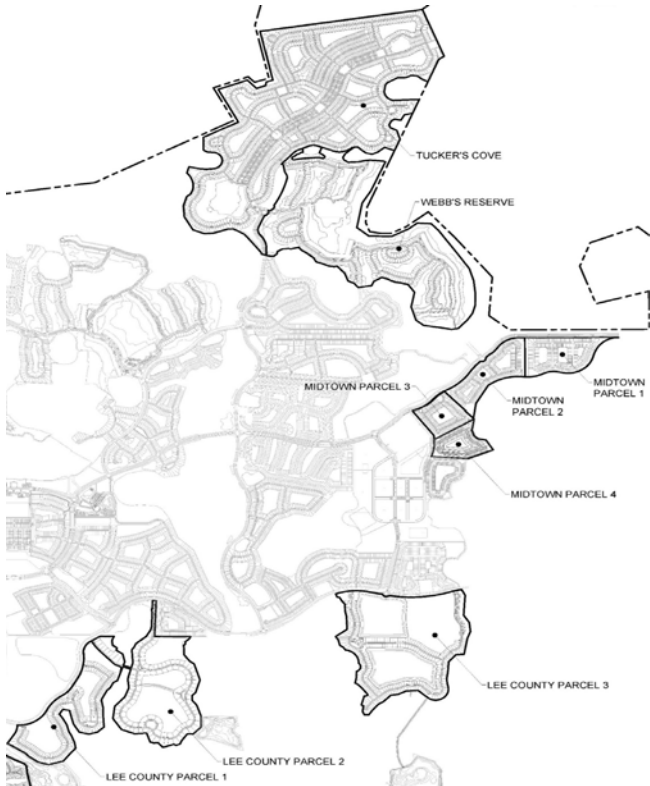 TUCKER'S COVE
WEBB'S RESERVE
MIDTOWN PARCEL 3
MIDTOWN
PARCEL 1
MIDTOWN
PARCEL 2
MIDTOWN PARCEL 4
LEE COUNTY PARCEL 3
LEE COUNTY PARCEL 2
LEE COUNTY PARCEL 1